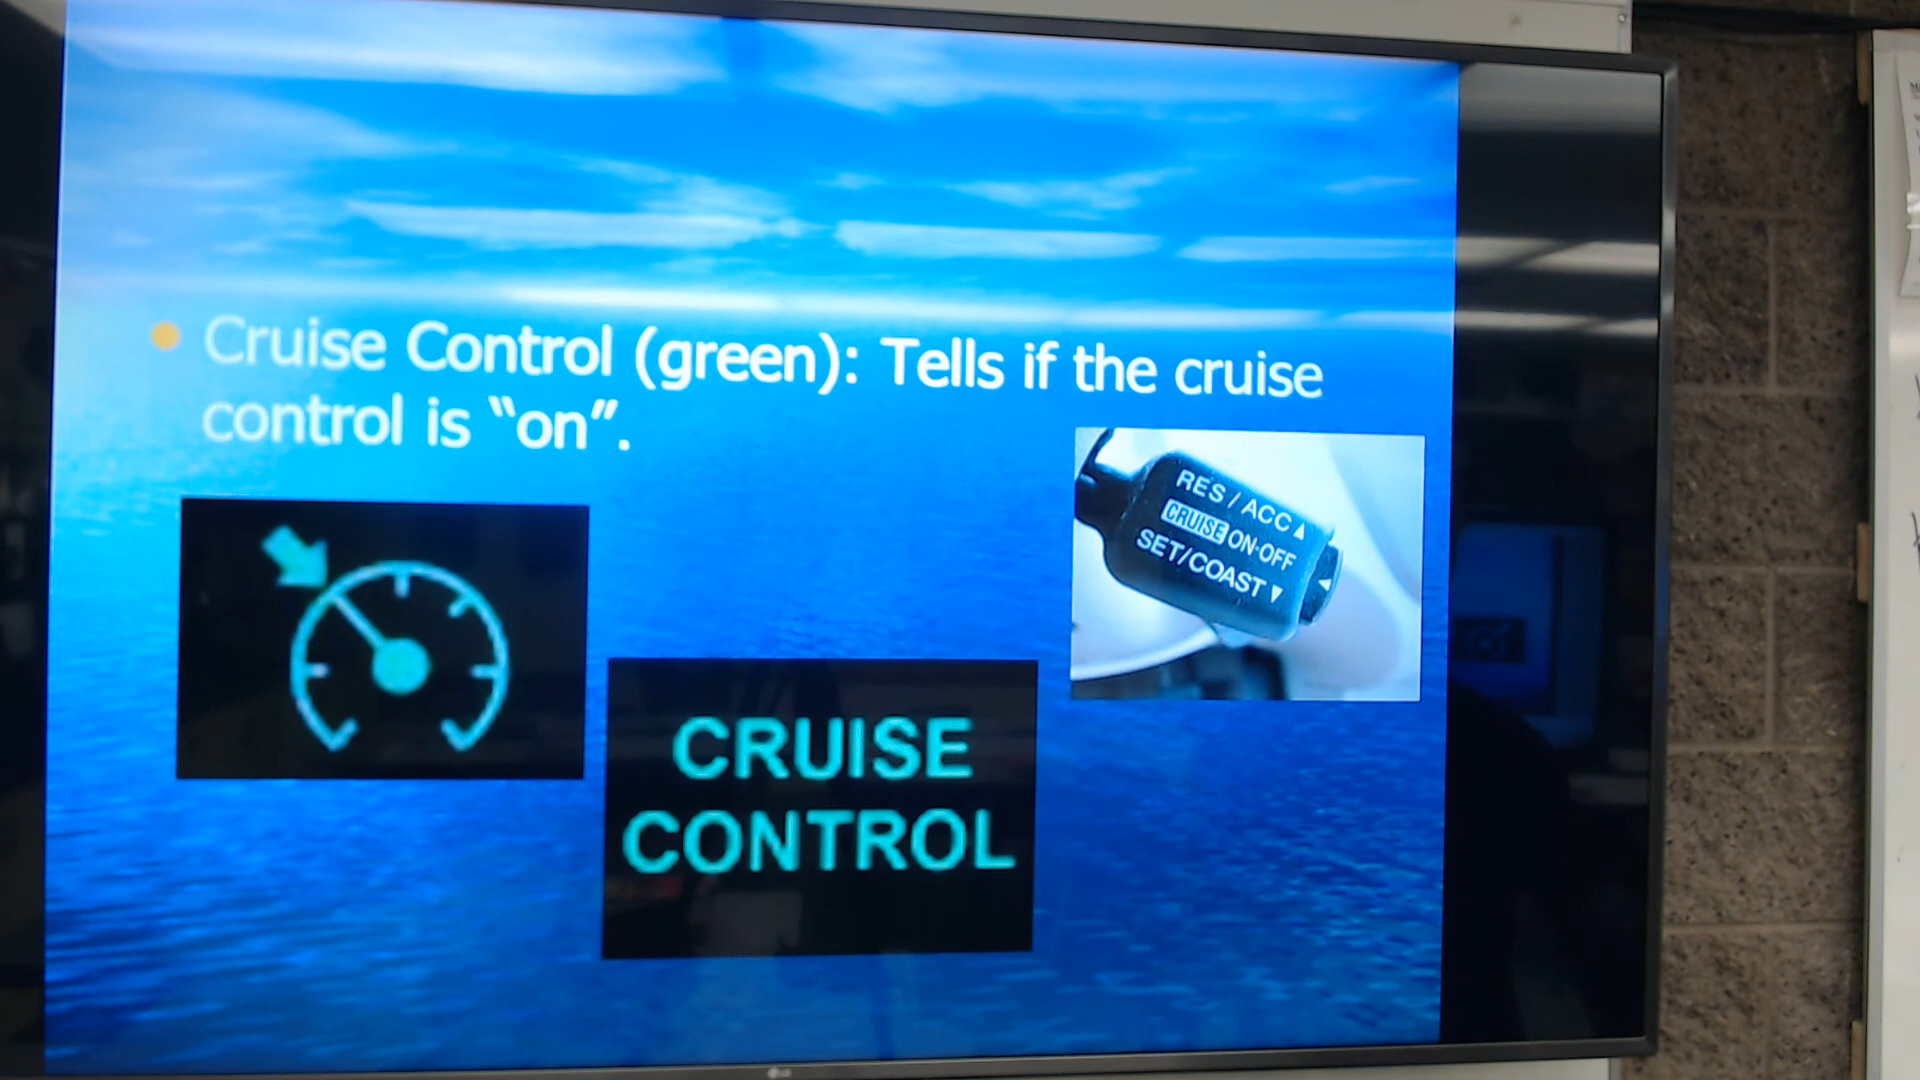 Cruise Control (green): Tells if the cruise
control is “on”.
RES / ACC ▲
CRUISE ON·OFF
SET/COAST ▼
CRUISE
CONTROL
LG